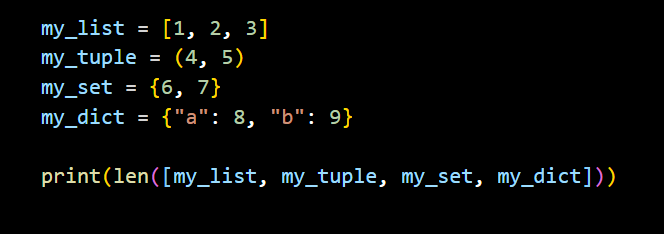 my_list = [1, 2, 3]
my_tuple = (4, 5)
my_set = {6, 7}
my_dict = {"a": 8, "b": 9}
print(len([my_list, my_tuple, my_set, my_dict]))